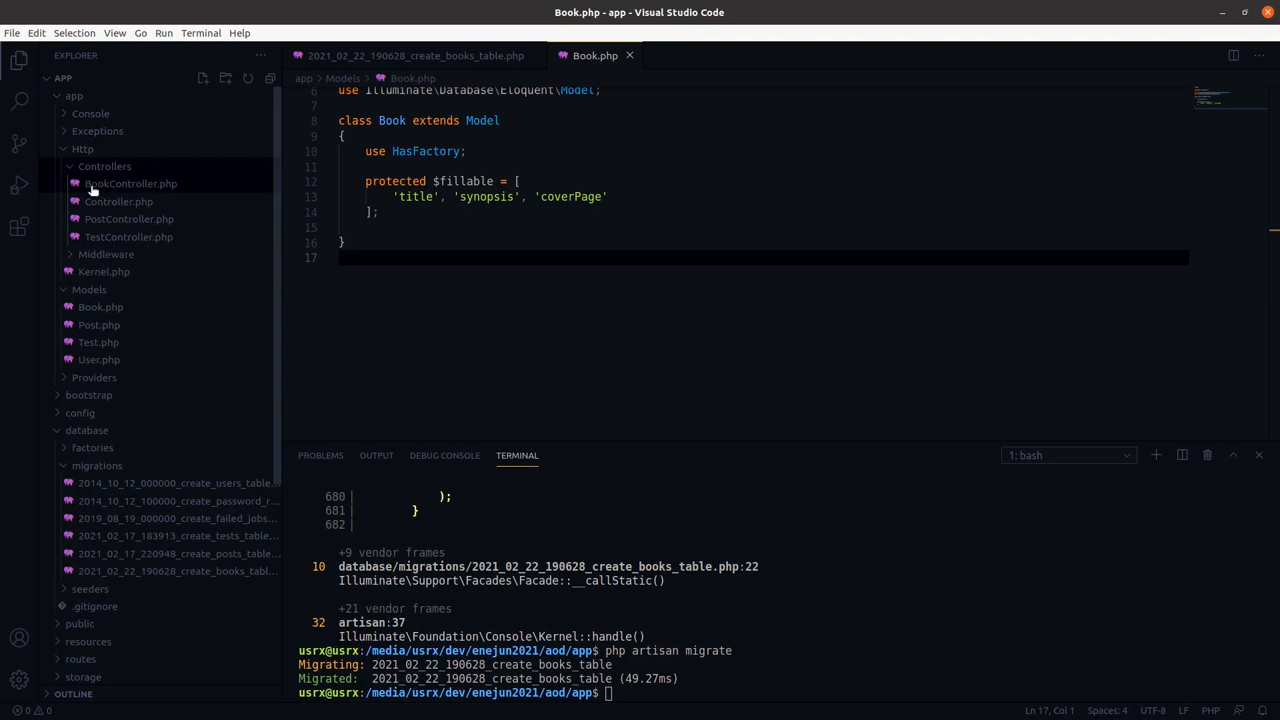 Book.php - app - Visual Studio Code
File Edit Selection View Go Run Terminal Help
EXPLORER
APP
app
Console
Exceptions
Http
Controllers
BookController.php
Controller.php
PostController.php
TestController.php
Middleware
Kernel.php
Models
Book.php
Post.php
Test.php
User.php
Providers
bootstrap
config
database
factories
migrations
2014_10_12_000000_create_users_table...
2014_10_12_100000_create_password_r...
2019_08_19_000000_create_failed_jobs...
2021_02_17_183913_create_tests_table...
2021_02_17_220948_create_posts_table...
2021_02_22_190628_create_books_tabl...
seeders
.gitignore
public
resources
routes
storage
OUTLINE
2021_02_22_190628_create_books_table.php
Book.php
app > Models > Book.php
6 use Illuminate\Database\Eloquent\Model;
7
8 class Book extends Model
9 {
10 use HasFactory;
11
12 protected $fillable = [
13 'title', 'synopsis', 'coverPage'
14 ];
15
16 }
17
PROBLEMS OUTPUT DEBUG CONSOLE TERMINAL
1: bash
680| );
681| }
682|
+9 vendor frames
10 database/migrations/2021_02_22_190628_create_books_table.php:22
Illuminate\Support\Facades\Facade::__callStatic()
+21 vendor frames
32 artisan:37
Illuminate\Foundation\Console\Kernel::handle()
usrx@usrx:/media/usrx/dev/enejun2021/aod/app$ php artisan migrate
Migrating: 2021_02_22_190628_create_books_table
Migrated: 2021_02_22_190628_create_books_table (49.27ms)
usrx@usrx:/media/usrx/dev/enejun2021/aod/app$
0 0
Ln 17, Col 1 Spaces: 4 UTF-8 LF PHP